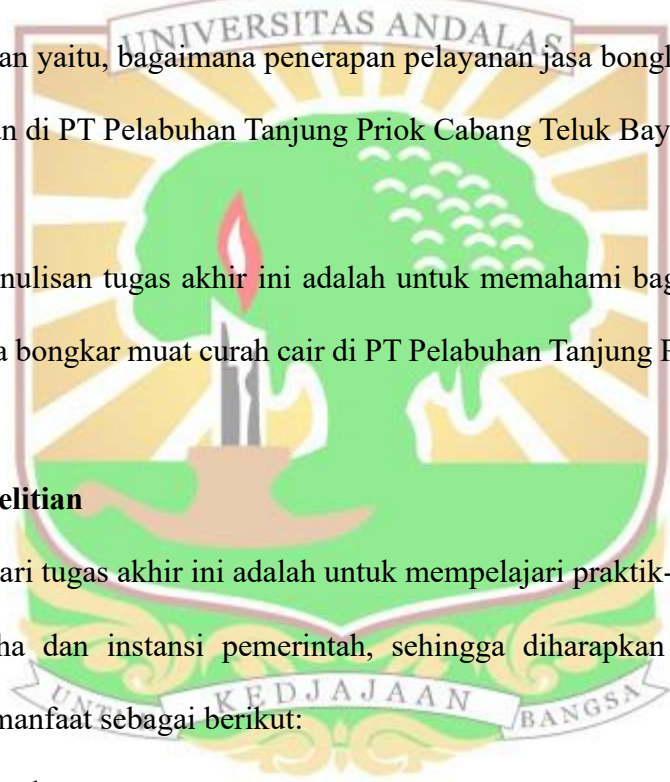 UNIVERSITAS ANDALAS
an yaitu, bagaimana penerapan pelayanan jasa bongk
n di PT Pelabuhan Tanjung Priok Cabang Teluk Bay
nulisan tugas akhir ini adalah untuk memahami bag
a bongkar muat curah cair di PT Pelabuhan Tanjung P
elitian
ari tugas akhir ini adalah untuk mempelajari praktik-
ha dan instansi pemerintah, sehingga diharapkan
UNTUK KEDJAJAAN BANGSA
manfaat sebagai berikut: